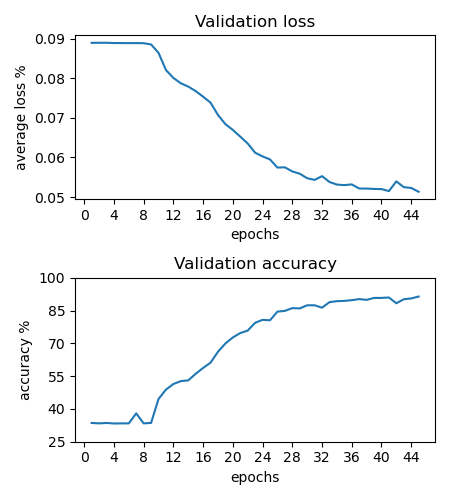 Validation loss
0.09
0.08
0.07
0.06
0.05
average loss %
0 4 8 12 16 20 24 28 32 36 40 44
epochs
Validation accuracy
100
85
70
55
40
25
accuracy %
0 4 8 12 16 20 24 28 32 36 40 44
epochs